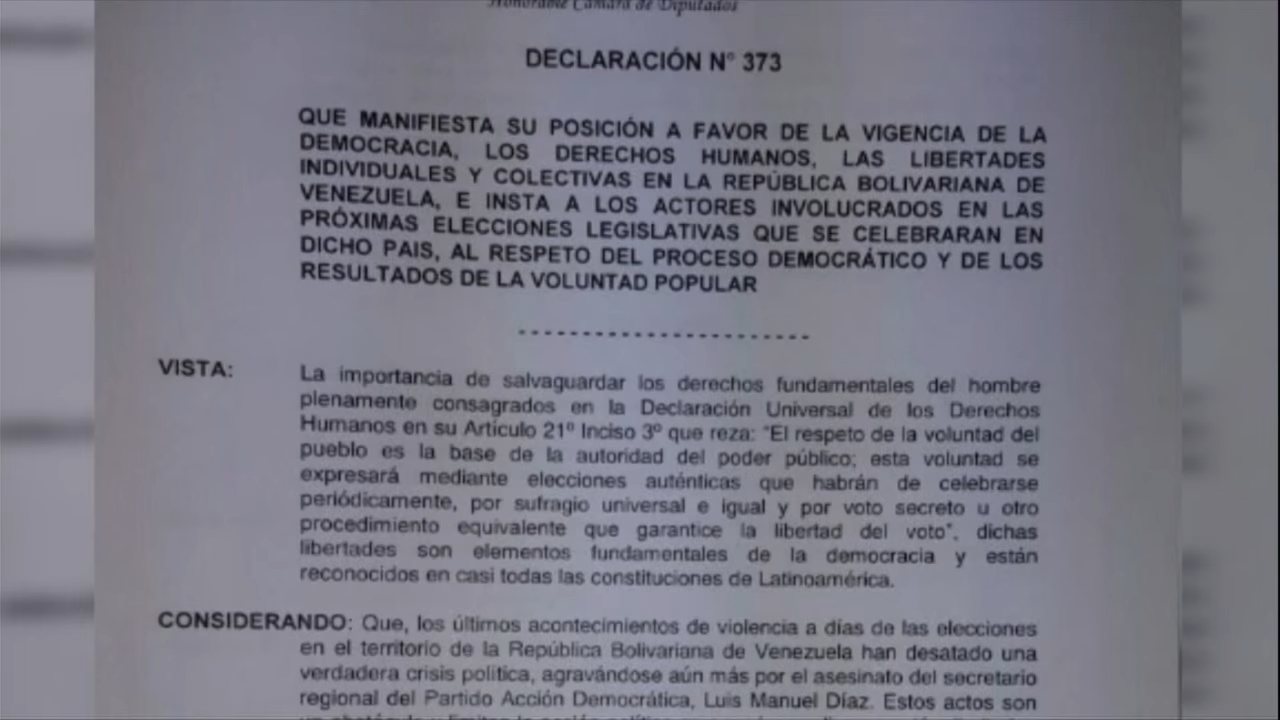 Honorable Cámara de Diputados
DECLARACIÓN N° 373
QUE MANIFIESTA SU POSICIÓN A FAVOR DE LA VIGENCIA DE LA
DEMOCRACIA, LOS DERECHOS HUMANOS, LAS LIBERTADES
INDIVIDUALES Y COLECTIVAS EN LA REPÚBLICA BOLIVARIANA DE
VENEZUELA, E INSTA A LOS ACTORES INVOLUCRADOS EN LAS
PRÓXIMAS ELECCIONES LEGISLATIVAS QUE SE CELEBRARAN EN
DICHO PAIS, AL RESPETO DEL PROCESO DEMOCRÁTICO Y DE LOS
RESULTADOS DE LA VOLUNTAD POPULAR
----------------------
VISTA: La importancia de salvaguardar los derechos fundamentales del hombre
plenamente consagrados en la Declaración Universal de los Derechos
Humanos en su Artículo 21º Inciso 3º que reza: "El respeto de la voluntad del
pueblo es la base de la autoridad del poder público; esta voluntad se
expresará mediante elecciones auténticas que habrán de celebrarse
periódicamente, por sufragio universal e igual y por voto secreto u otro
procedimiento equivalente que garantice la libertad del voto", dichas
libertades son elementos fundamentales de la democracia y están
reconocidos en casi todas las constituciones de Latinoamérica.
CONSIDERANDO: Que, los últimos acontecimientos de violencia a días de las elecciones
en el territorio de la República Bolivariana de Venezuela han desatado una
verdadera crisis política, agravándose aún más por el asesinato del secretario
regional del Partido Acción Democrática, Luis Manuel Díaz. Estos actos son